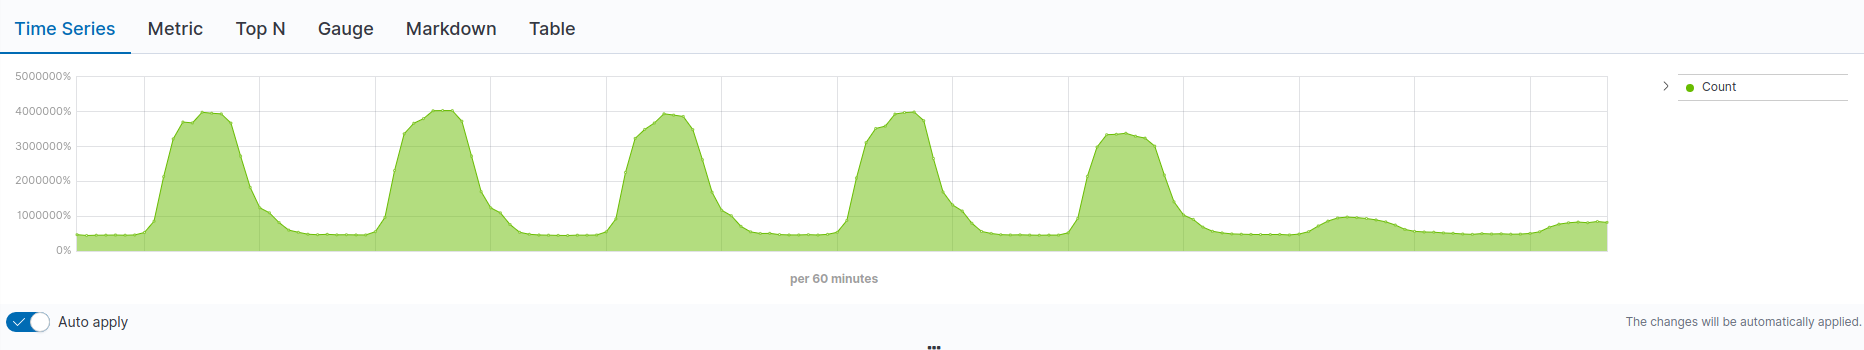 Time Series Metric Top N Gauge Markdown Table
5000000%
4000000%
3000000%
2000000%
1000000%
0%
Count
per 60 minutes
Auto apply
The changes will be automatically applied.